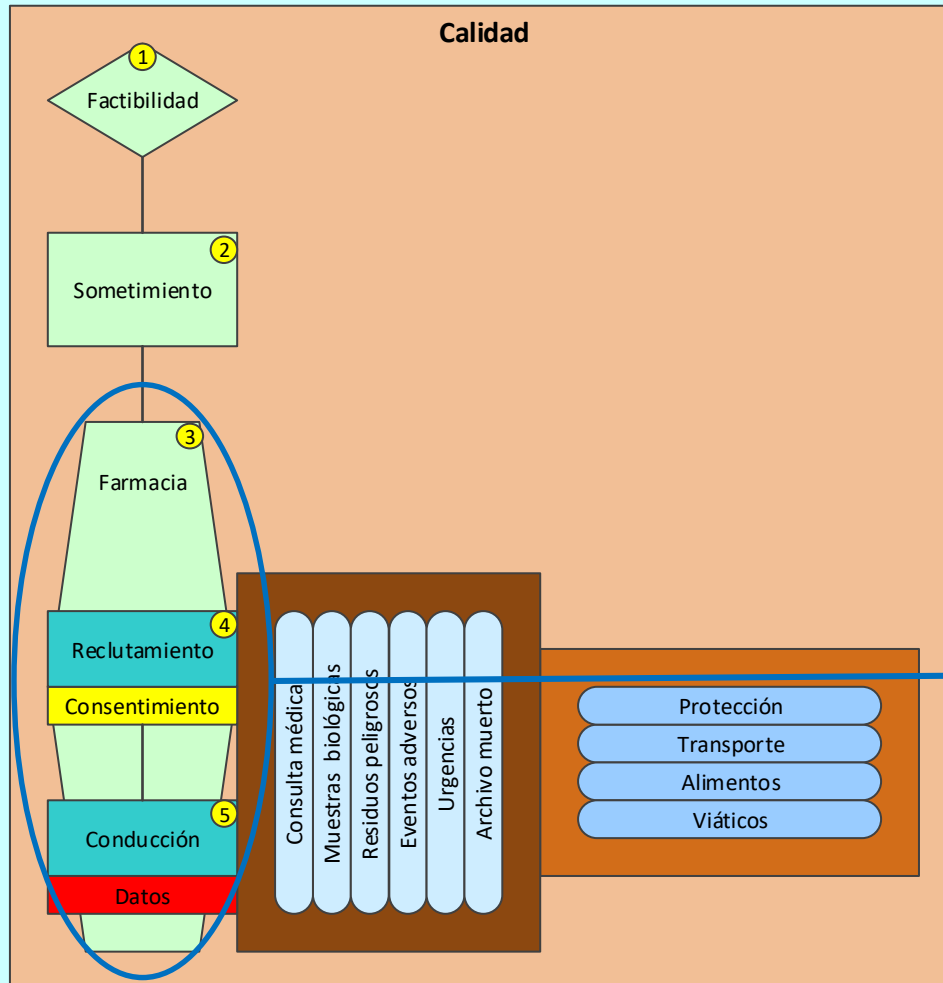 Calidad
1
Factibilidad
2
Sometimiento
3
Farmacia
4
Reclutamiento
Consentimiento
5
Conducción
Datos
Consulta médica
Muestras biológicas
Residuos peligrosos
Eventos adversos
Urgencias
Archivo muerto
Protección
Transporte
Alimentos
Viáticos